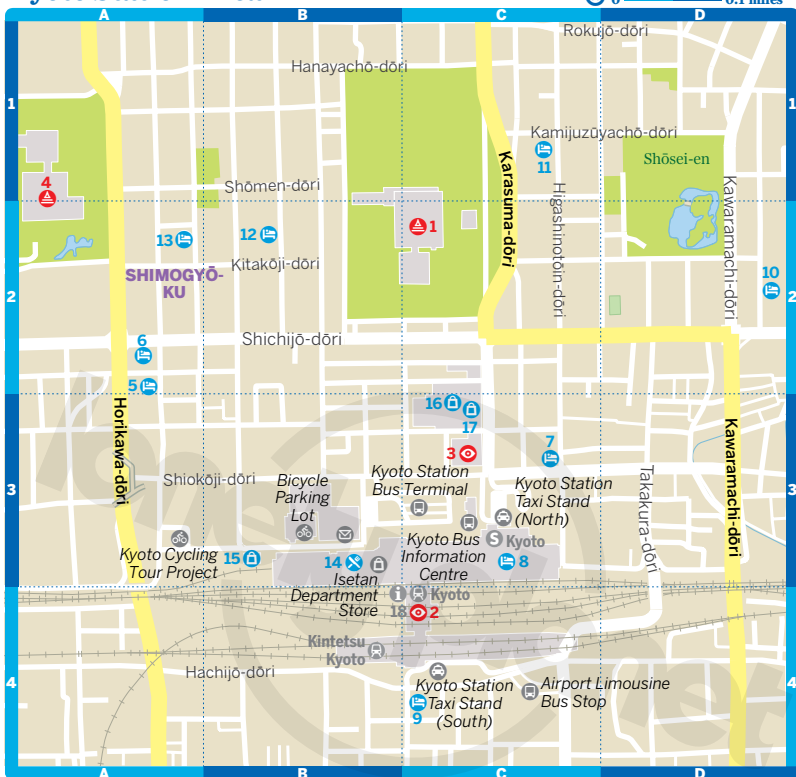 0 0.1 miles
A B C D
Rokujō-dōri
Hanayachō-dōri
1 1
Kamijuzūyachō-dōri
11
Shōsei-en
4
Karasuma-dōri
Shōmen-dōri
Higashinotōin-dōri
Kawaramachi-dōri
1
13
12
Kitakōji-dōri
SHIMOGYŌ-
KU
10
2 2
Shichijō-dōri
6
5
Horikawa-dōri
16
17
Kawaramachi-dōri
3
7
3 3
Shiokōji-dōri
Bicycle
Parking
Lot
Kyoto Station
Bus Terminal
Kyoto Station
Taxi Stand
(North)
Takakura-dōri
Kyoto Cycling
Tour Project
15
14
Isetan
Department
Store
Kyoto Bus
Information
Centre
S Kyoto
8
i Kyoto
18 2
Kintetsu
Kyoto
Hachijō-dōri
4 4
Kyoto Station
Taxi Stand
(South)
9
Airport Limousine
Bus Stop
A B C D